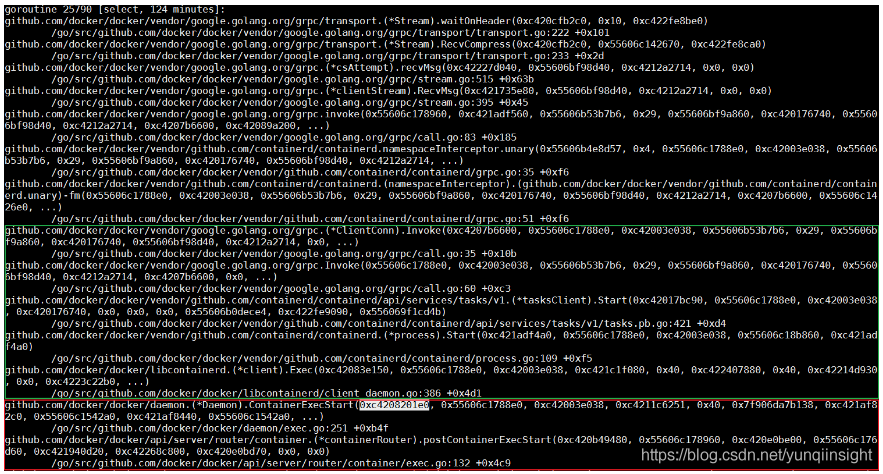 goroutine 25790 [select, 124 minutes]:
github.com/docker/docker/vendor/google.golang.org/grpc/transport.(*Stream).waitOnHeader(0xc420cfb2c0, 0x10, 0xc422fe8be0)
/go/src/github.com/docker/docker/vendor/google.golang.org/grpc/transport/transport.go:222 +0x101
github.com/docker/docker/vendor/google.golang.org/grpc/transport.(*Stream).RecvCompress(0xc420cfb2c0, 0x55606c142670, 0xc422fe8ca0)
/go/src/github.com/docker/docker/vendor/google.golang.org/grpc/transport/transport.go:233 +0x2d
github.com/docker/docker/vendor/google.golang.org/grpc.(*csAttempt).recvMsg(0xc42227d040, 0x55606bf98d40, 0xc4212a2714, 0x0, 0x0)
/go/src/github.com/docker/docker/vendor/google.golang.org/grpc/stream.go:515 +0x63b
github.com/docker/docker/vendor/google.golang.org/grpc.(*clientStream).RecvMsg(0xc421735e80, 0x55606bf98d40, 0xc4212a2714, 0x0, 0x0)
/go/src/github.com/docker/docker/vendor/google.golang.org/grpc/stream.go:395 +0x45
github.com/docker/docker/vendor/google.golang.org/grpc.invoke(0x55606c178960, 0xc421adf560, 0x55606b53b7b6, 0x29, 0x55606bf9a860, 0xc420176740, 0x5560
6bf98d40, 0xc4212a2714, 0xc4207b6600, 0xc42089a200, ...)
/go/src/github.com/docker/docker/vendor/google.golang.org/grpc/call.go:83 +0x185
github.com/docker/docker/vendor/github.com/containerd/containerd.namespaceInterceptor.unary(0x55606b4e8d57, 0x4, 0x55606c1788e0, 0xc42003e038, 0x55606
b53b7b6, 0x29, 0x55606bf9a860, 0xc420176740, 0x55606bf98d40, 0xc4212a2714, ...)
/go/src/github.com/docker/docker/vendor/github.com/containerd/containerd/grpc.go:35 +0xf6
github.com/docker/docker/vendor/github.com/containerd/containerd.(namespaceInterceptor).(github.com/docker/docker/vendor/github.com/containerd/contain
erd.unary)-fm(0x55606c1788e0, 0xc42003e038, 0x55606b53b7b6, 0x29, 0x55606bf9a860, 0xc420176740, 0x55606bf98d40, 0xc4212a2714, 0xc4207b6600, 0x55606c14
26e0, ...)
/go/src/github.com/docker/docker/vendor/github.com/containerd/containerd/grpc.go:51 +0xf6
github.com/docker/docker/vendor/google.golang.org/grpc.(*ClientConn).Invoke(0xc4207b6600, 0x55606c1788e0, 0xc42003e038, 0x55606b53b7b6, 0x29, 0x55606b
f9a860, 0xc420176740, 0x55606bf98d40, 0xc4212a2714, 0x0, ...)
/go/src/github.com/docker/docker/vendor/google.golang.org/grpc/call.go:35 +0x10b
github.com/docker/docker/vendor/google.golang.org/grpc.Invoke(0x55606c1788e0, 0xc42003e038, 0x55606b53b7b6, 0x29, 0x55606bf9a860, 0xc420176740, 0x5560
6bf98d40, 0xc4212a2714, 0xc4207b6600, 0x0, ...)
/go/src/github.com/docker/docker/vendor/google.golang.org/grpc/call.go:60 +0xc3
github.com/docker/docker/vendor/github.com/containerd/containerd/api/services/tasks/v1.(*tasksClient).Start(0xc42017bc90, 0x55606c1788e0, 0xc42003e038
, 0xc420176740, 0x0, 0x0, 0x0, 0x55606b0dece4, 0xc422fe9090, 0x556069f1cd4b)
/go/src/github.com/docker/docker/vendor/github.com/containerd/containerd/api/services/tasks/v1/tasks.pb.go:421 +0xd4
github.com/docker/docker/vendor/github.com/containerd/containerd.(*process).Start(0xc421adf4a0, 0x55606c1788e0, 0xc42003e038, 0x55606c18b860, 0xc421ad
f4a0)
/go/src/github.com/docker/docker/vendor/github.com/containerd/containerd/process.go:109 +0xf5
github.com/docker/docker/libcontainerd.(*client).Exec(0xc42083e150, 0x55606c1788e0, 0xc42003e038, 0xc421c1f080, 0x40, 0xc422407880, 0x40, 0xc42214d930
, 0x0, 0xc4223c22b0, ...)
/go/src/github.com/docker/docker/libcontainerd/client_daemon.go:386 +0x4d1
github.com/docker/docker/daemon.(*Daemon).ContainerExecStart(0xc4208201e0, 0x55606c1788e0, 0xc42003e038, 0xc4211c6251, 0x40, 0x7f906da7b138, 0xc421af8
2c0, 0x55606c1542a0, 0xc421af8440, 0x55606c1542a0, ...)
/go/src/github.com/docker/docker/daemon/exec.go:251 +0xb4f
github.com/docker/docker/api/server/router/container.(*containerRouter).postContainerExecStart(0xc420b49480, 0x55606c178960, 0xc420e0be00, 0x55606c176
d60, 0xc421940d20, 0xc42268c800, 0xc420e0bd70, 0x0, 0x0)
/go/src/github.com/docker/docker/api/server/router/container/exec.go:132 +0x4c9
https://blog.csdn.net/yunqiinsight